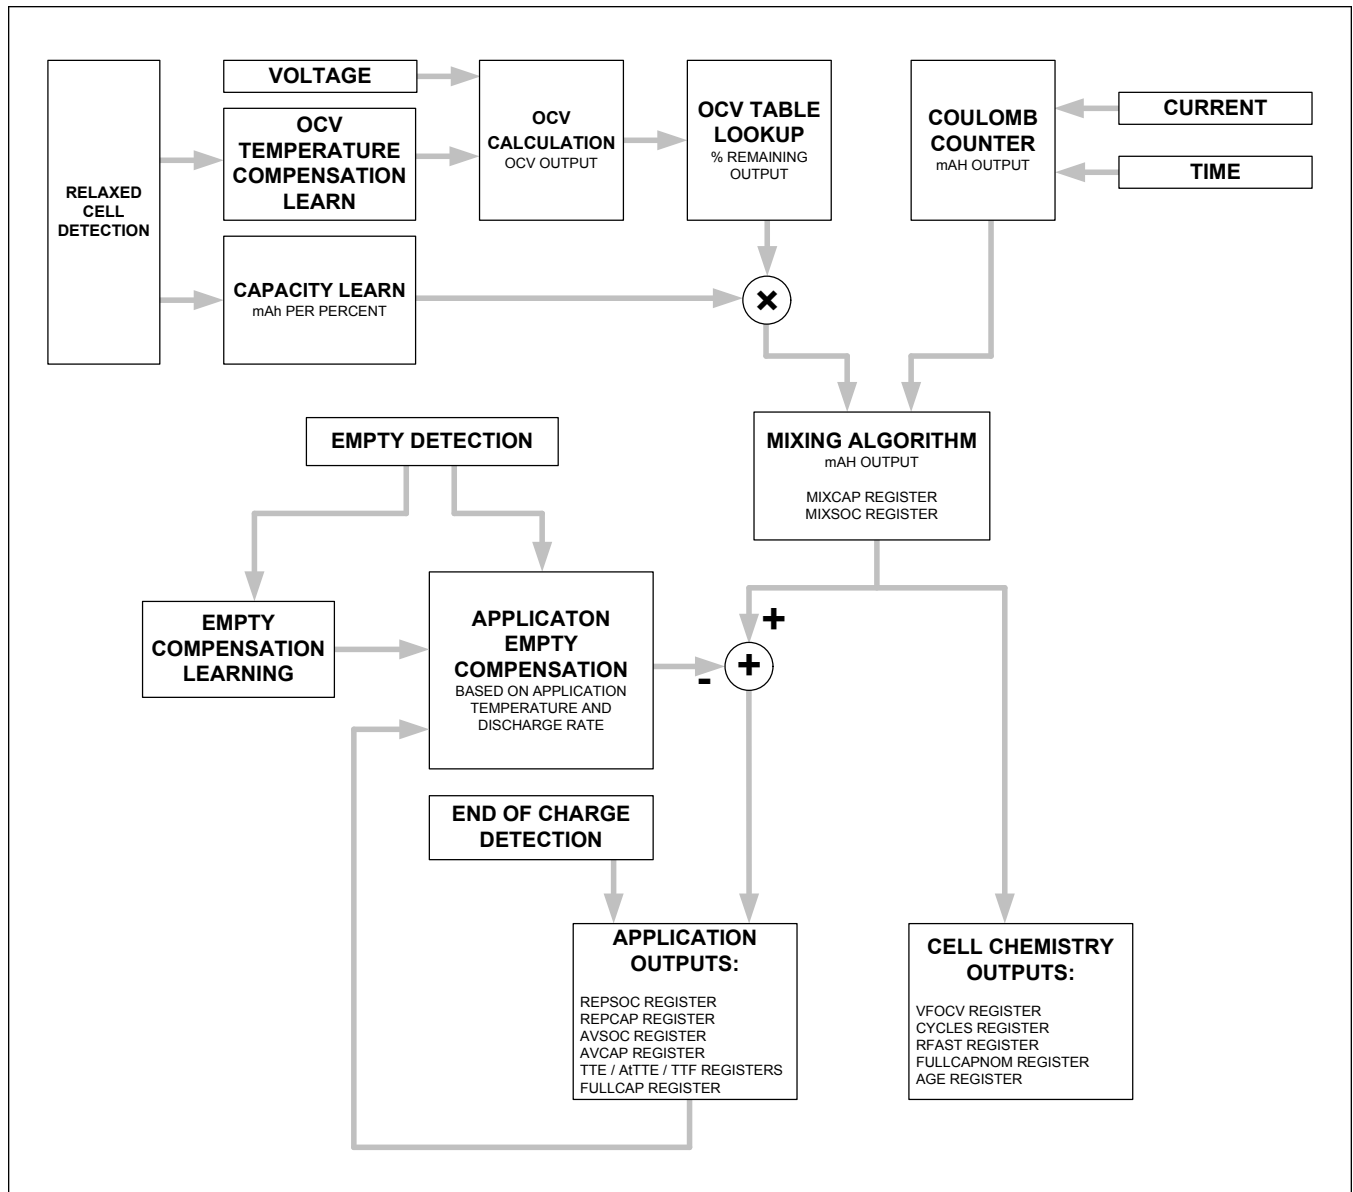 VOLTAGE
OCV
TEMPERATURE
COMPENSATION
LEARN
RELAXED
CELL
DETECTION
CAPACITY LEARN
mAh PER PERCENT
OCV
CALCULATION
OCV OUTPUT
OCV TABLE
LOOKUP
% REMAINING
OUTPUT
COULOMB
COUNTER
mAH OUTPUT
CURRENT
TIME
×
EMPTY DETECTION
MIXING ALGORITHM
mAH OUTPUT
MIXCAP REGISTER
MIXSOC REGISTER
EMPTY
COMPENSATION
LEARNING
APPLICATON
EMPTY
COMPENSATION
BASED ON APPLICATION
TEMPERATURE AND
DISCHARGE RATE
+
+
-
END OF CHARGE
DETECTION
APPLICATION
OUTPUTS:
REPSOC REGISTER
REPCAP REGISTER
AVSOC REGISTER
AVCAP REGISTER
TTE / AtTTE / TTF REGISTERS
FULLCAP REGISTER
CELL CHEMISTRY
OUTPUTS:
VFOCV REGISTER
CYCLES REGISTER
RFAST REGISTER
FULLCAPNOM REGISTER
AGE REGISTER